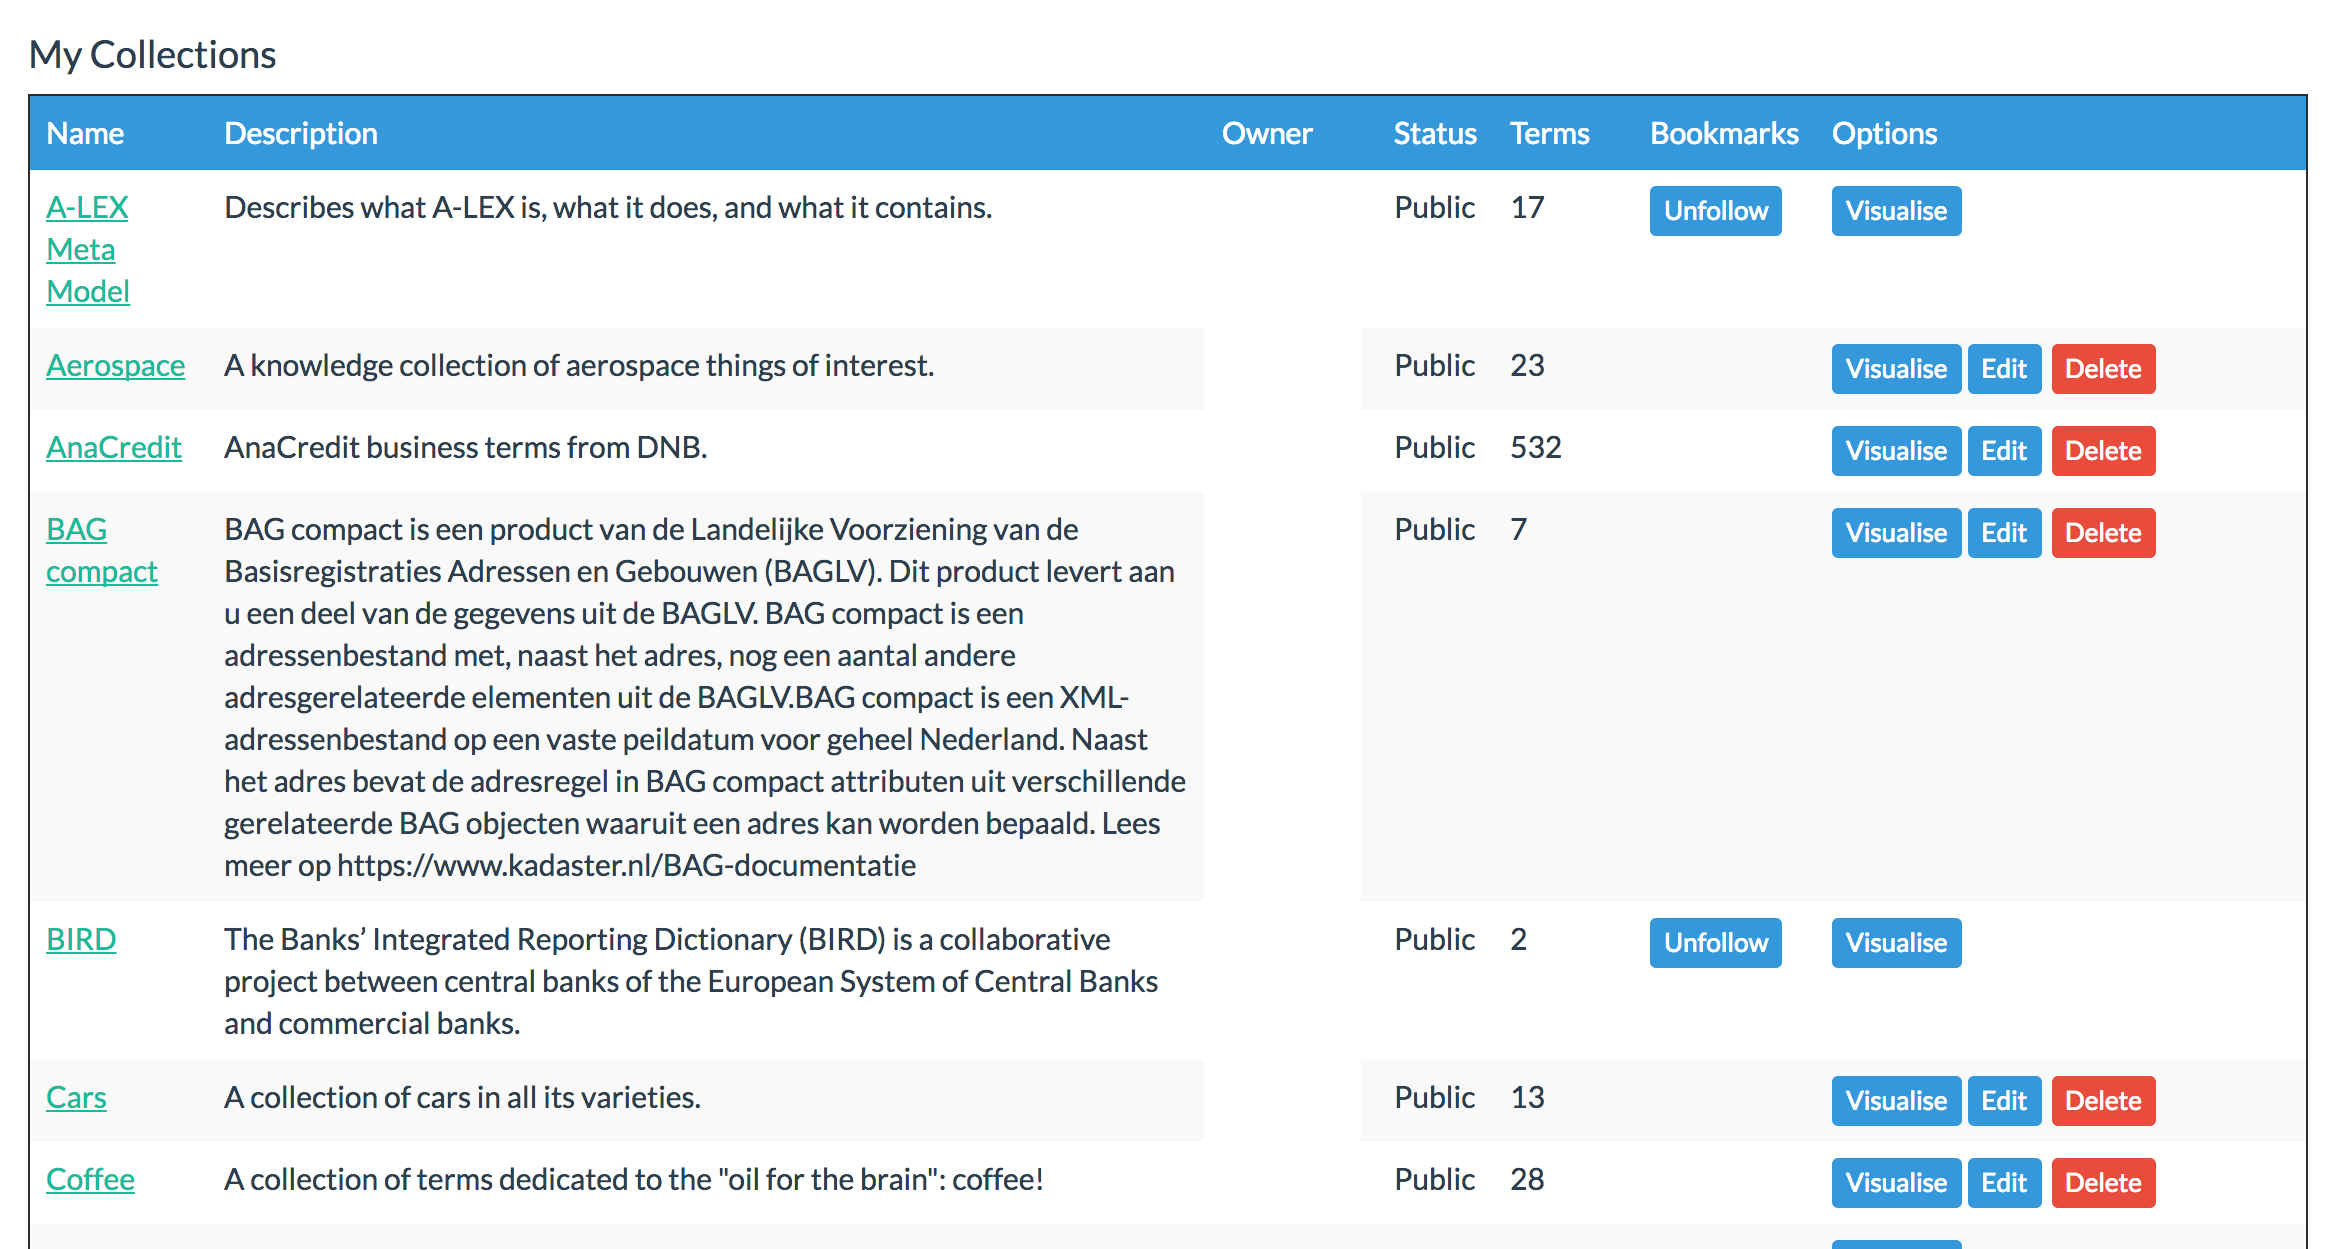 My Collections
Name Description Owner Status Terms Bookmarks Options
A-LEX Describes what A-LEX is, what it does, and what it contains. Public 17 Unfollow Visualise
Meta
Model
Aerospace A knowledge collection of aerospace things of interest. Public 23 Visualise Edit Delete
AnaCredit AnaCredit business terms from DNB. Public 532 Visualise Edit Delete
BAG BAG compact is een product van de Landelijke Voorziening van de Public 7 Visualise Edit Delete
compact Basisregistraties Adressen en Gebouwen (BAGLV). Dit product levert aan
u een deel van de gegevens uit de BAGLV. BAG compact is een
adressenbestand met, naast het adres, nog een aantal andere
adresgerelateerde elementen uit de BAGLV.BAG compact is een XML-
adressenbestand op een vaste peildatum voor geheel Nederland. Naast
het adres bevat de adresregel in BAG compact attributen uit verschillende
gerelateerde BAG objecten waaruit een adres kan worden bepaald. Lees
meer op https://www.kadaster.nl/BAG-documentatie
BIRD The Banks’ Integrated Reporting Dictionary (BIRD) is a collaborative Public 2 Unfollow Visualise
project between central banks of the European System of Central Banks
and commercial banks.
Cars A collection of cars in all its varieties. Public 13 Visualise Edit Delete
Coffee A collection of terms dedicated to the "oil for the brain": coffee! Public 28 Visualise Edit Delete